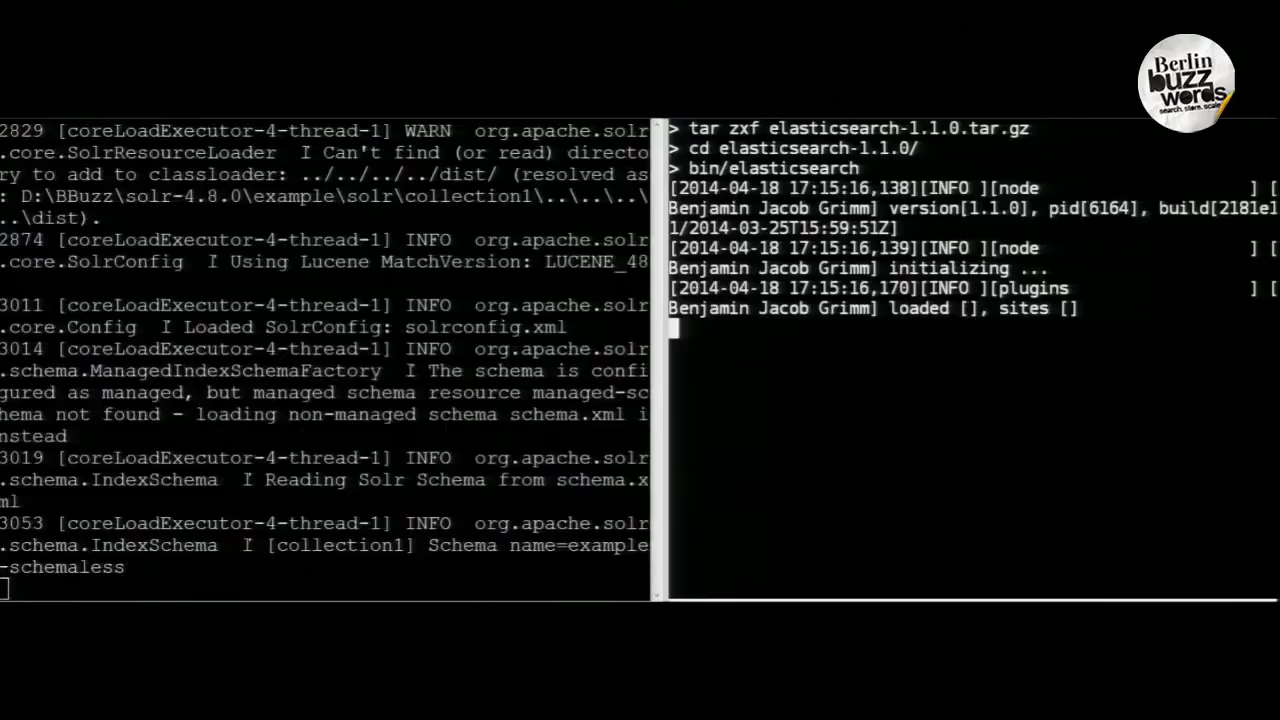 Berlin
buzz
words
search. store. scale
2829 [coreLoadExecutor-4-thread-1] WARN  org.apache.solr
.core.SolrResourceLoader  I Can't find (or read) directo
ry to add to classloader: ../../../../dist/ (resolved as
: D:\BBuzz\solr-4.8.0\example\solr\collection1\..\..\..\
..\dist).
2874 [coreLoadExecutor-4-thread-1] INFO  org.apache.solr
.core.SolrConfig  I Using Lucene MatchVersion: LUCENE_48
3011 [coreLoadExecutor-4-thread-1] INFO  org.apache.solr
.core.Config  I Loaded SolrConfig: solrconfig.xml
3014 [coreLoadExecutor-4-thread-1] INFO  org.apache.solr
.schema.ManagedIndexSchemaFactory  I The schema is confi
gured as managed, but managed schema resource managed-sc
hema not found - loading non-managed schema schema.xml i
nstead
3019 [coreLoadExecutor-4-thread-1] INFO  org.apache.solr
.schema.IndexSchema  I Reading Solr Schema from schema.x
ml
3053 [coreLoadExecutor-4-thread-1] INFO  org.apache.solr
.schema.IndexSchema  I [collection1] Schema name=example
-schemaless
> tar zxf elasticsearch-1.1.0.tar.gz
> cd elasticsearch-1.1.0/
> bin/elasticsearch
[2014-04-18 17:15:16,138][INFO ][node                     ] [
Benjamin Jacob Grimm] version[1.1.0], pid[6164], build[2181e1
1/2014-03-25T15:59:51Z]
[2014-04-18 17:15:16,139][INFO ][node                     ] [
Benjamin Jacob Grimm] initializing ...
[2014-04-18 17:15:16,170][INFO ][plugins                  ] [
Benjamin Jacob Grimm] loaded [], sites []